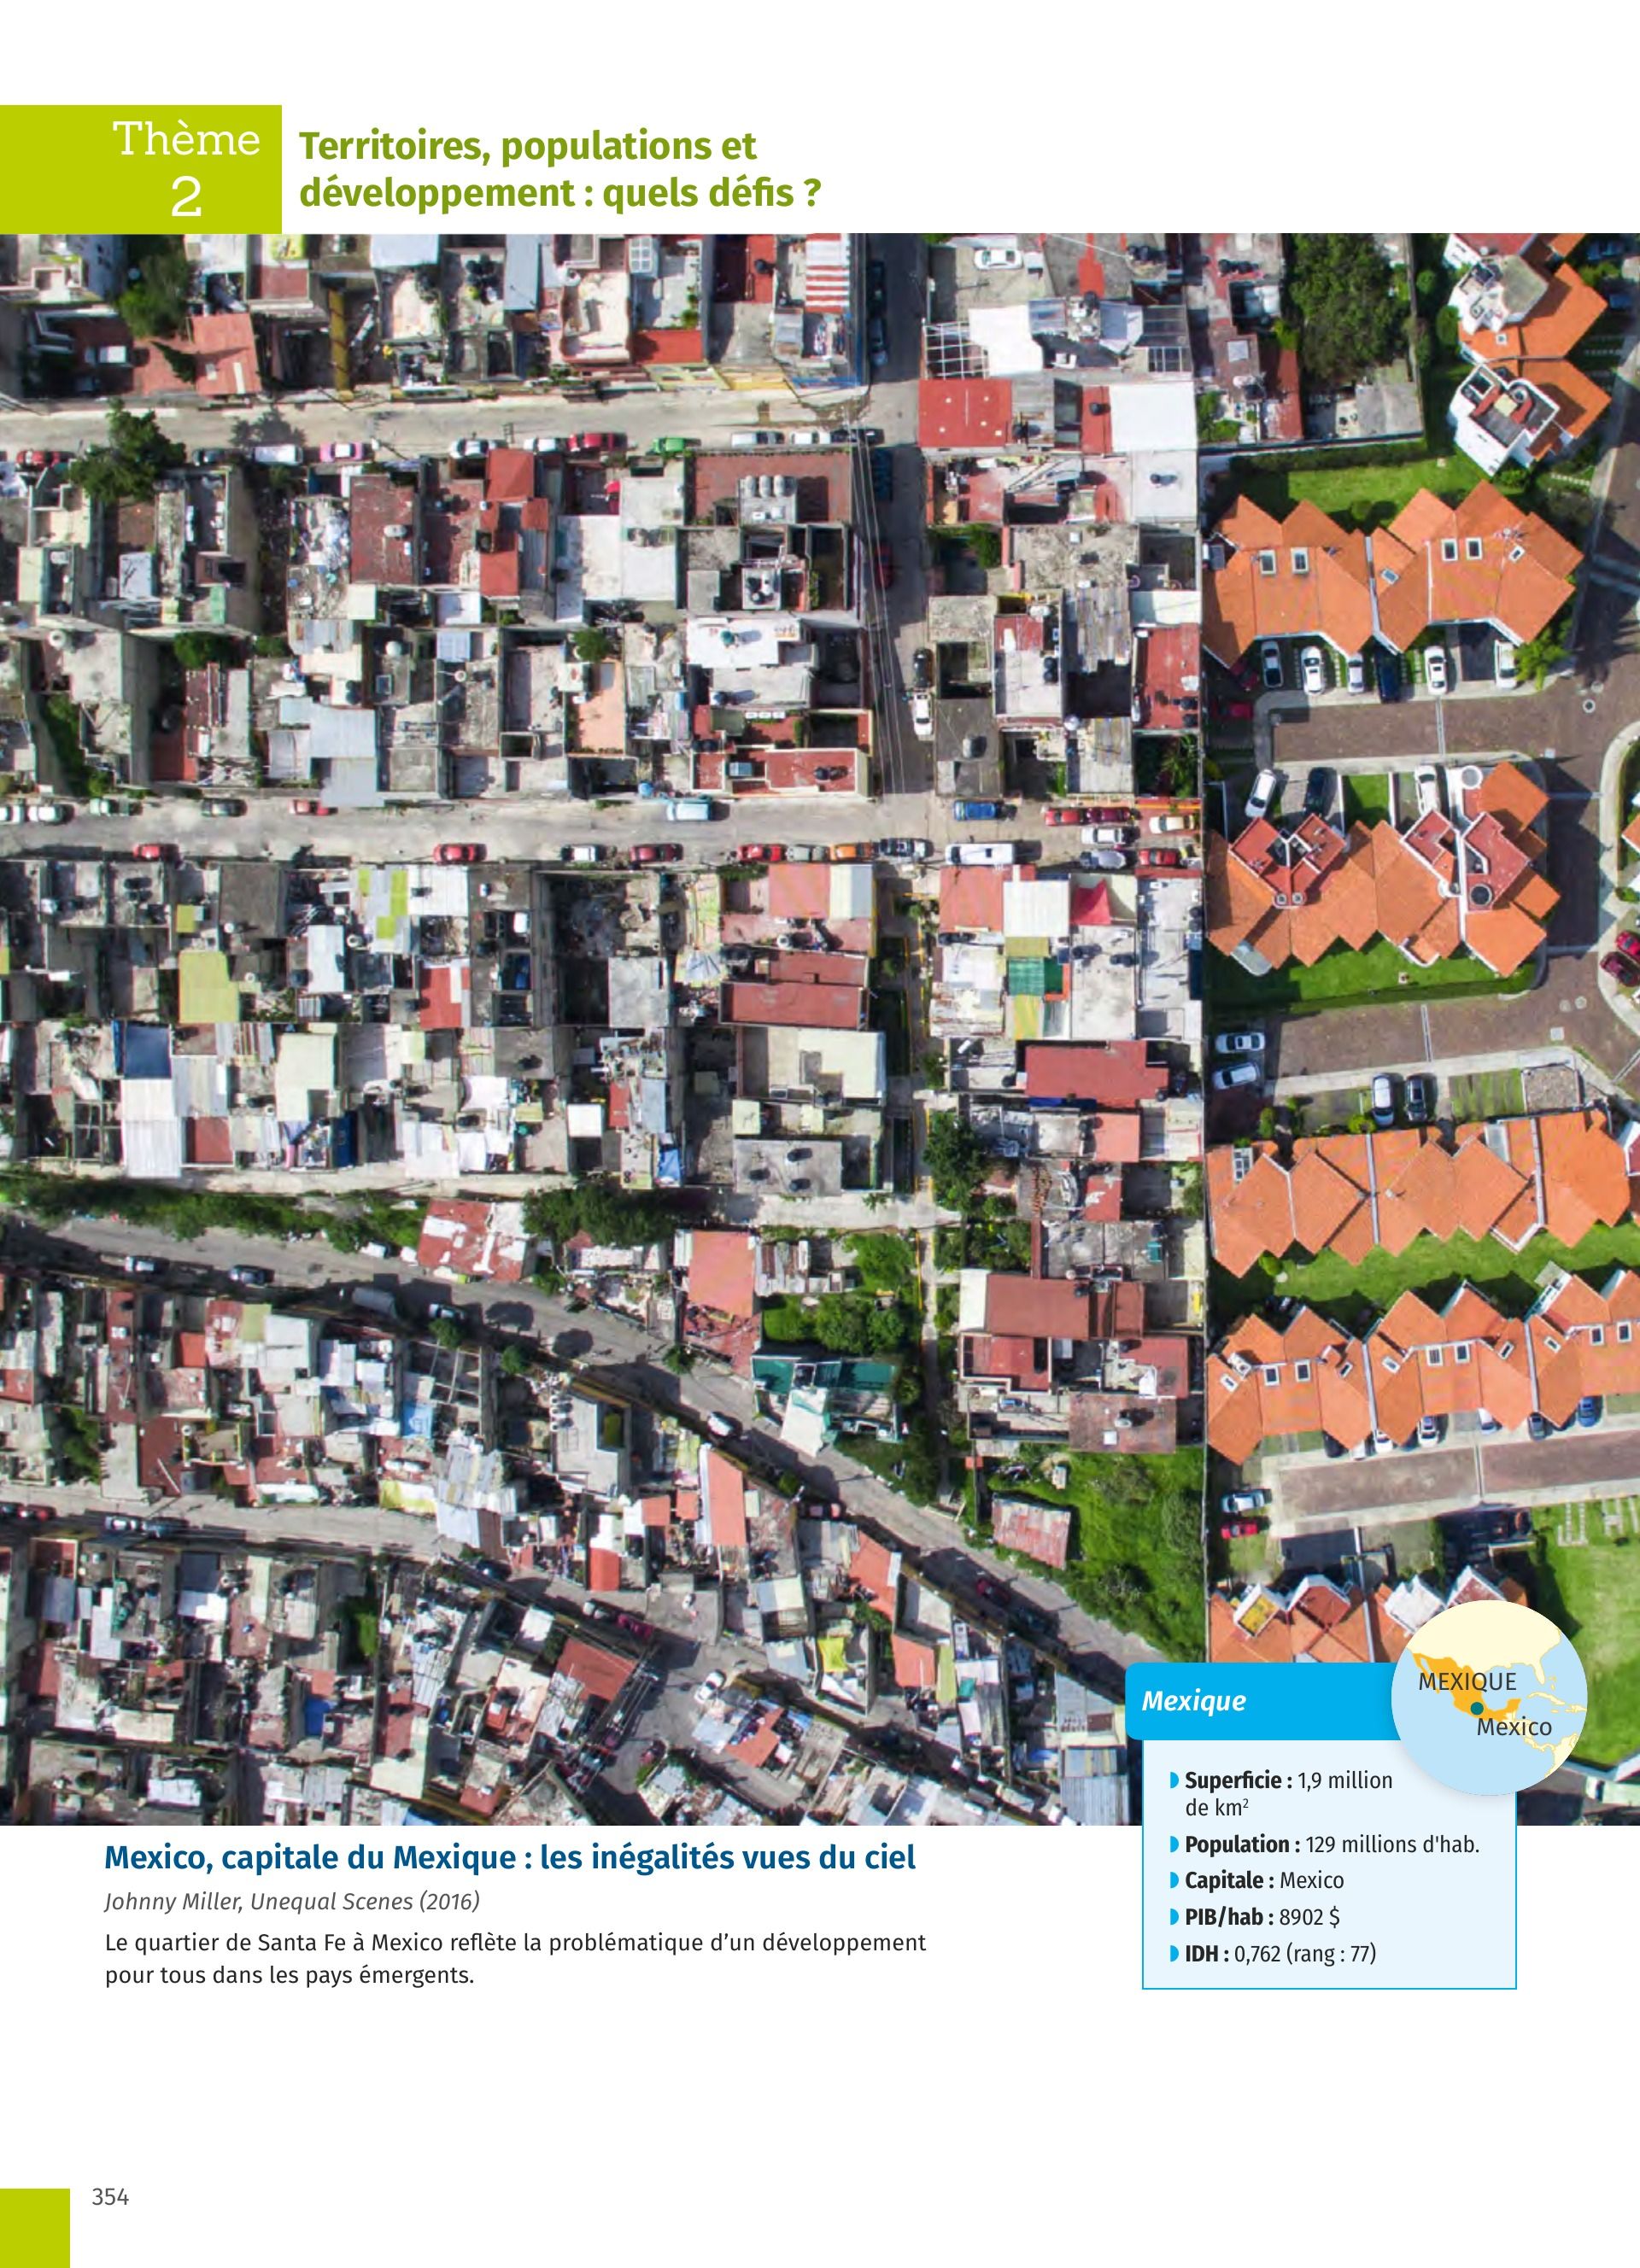 Thème
2
Territoires, populations et
développement : quels défis ?
MEXIQUE
Mexico
Mexique
Superficie : 1,9 million
de km²
Population : 129 millions d'hab.
Capitale : Mexico
PIB/hab : 8902 $
IDH : 0,762 (rang : 77)
Mexico, capitale du Mexique : les inégalités vues du ciel
Johnny Miller, Unequal Scenes (2016)
Le quartier de Santa Fe à Mexico reflète la problématique d’un développement
pour tous dans les pays émergents.
354